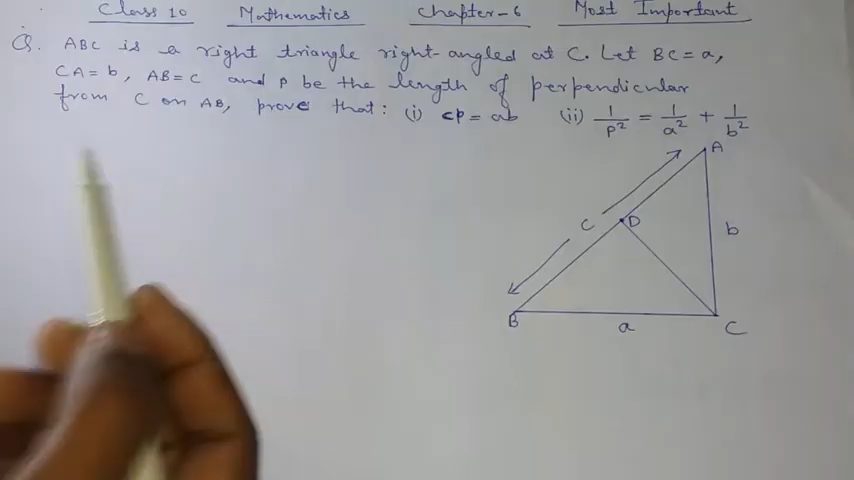 Class 10 Mathematics Chapter-6 Most Important
Q. ABC is a right triangle right-angled at C. Let BC = a,
CA = b, AB = c and p be the length of perpendicular
from C on AB, prove that: (i) cp = ab (ii) 1/p² = 1/a² + 1/b²
A
C D b
B a C